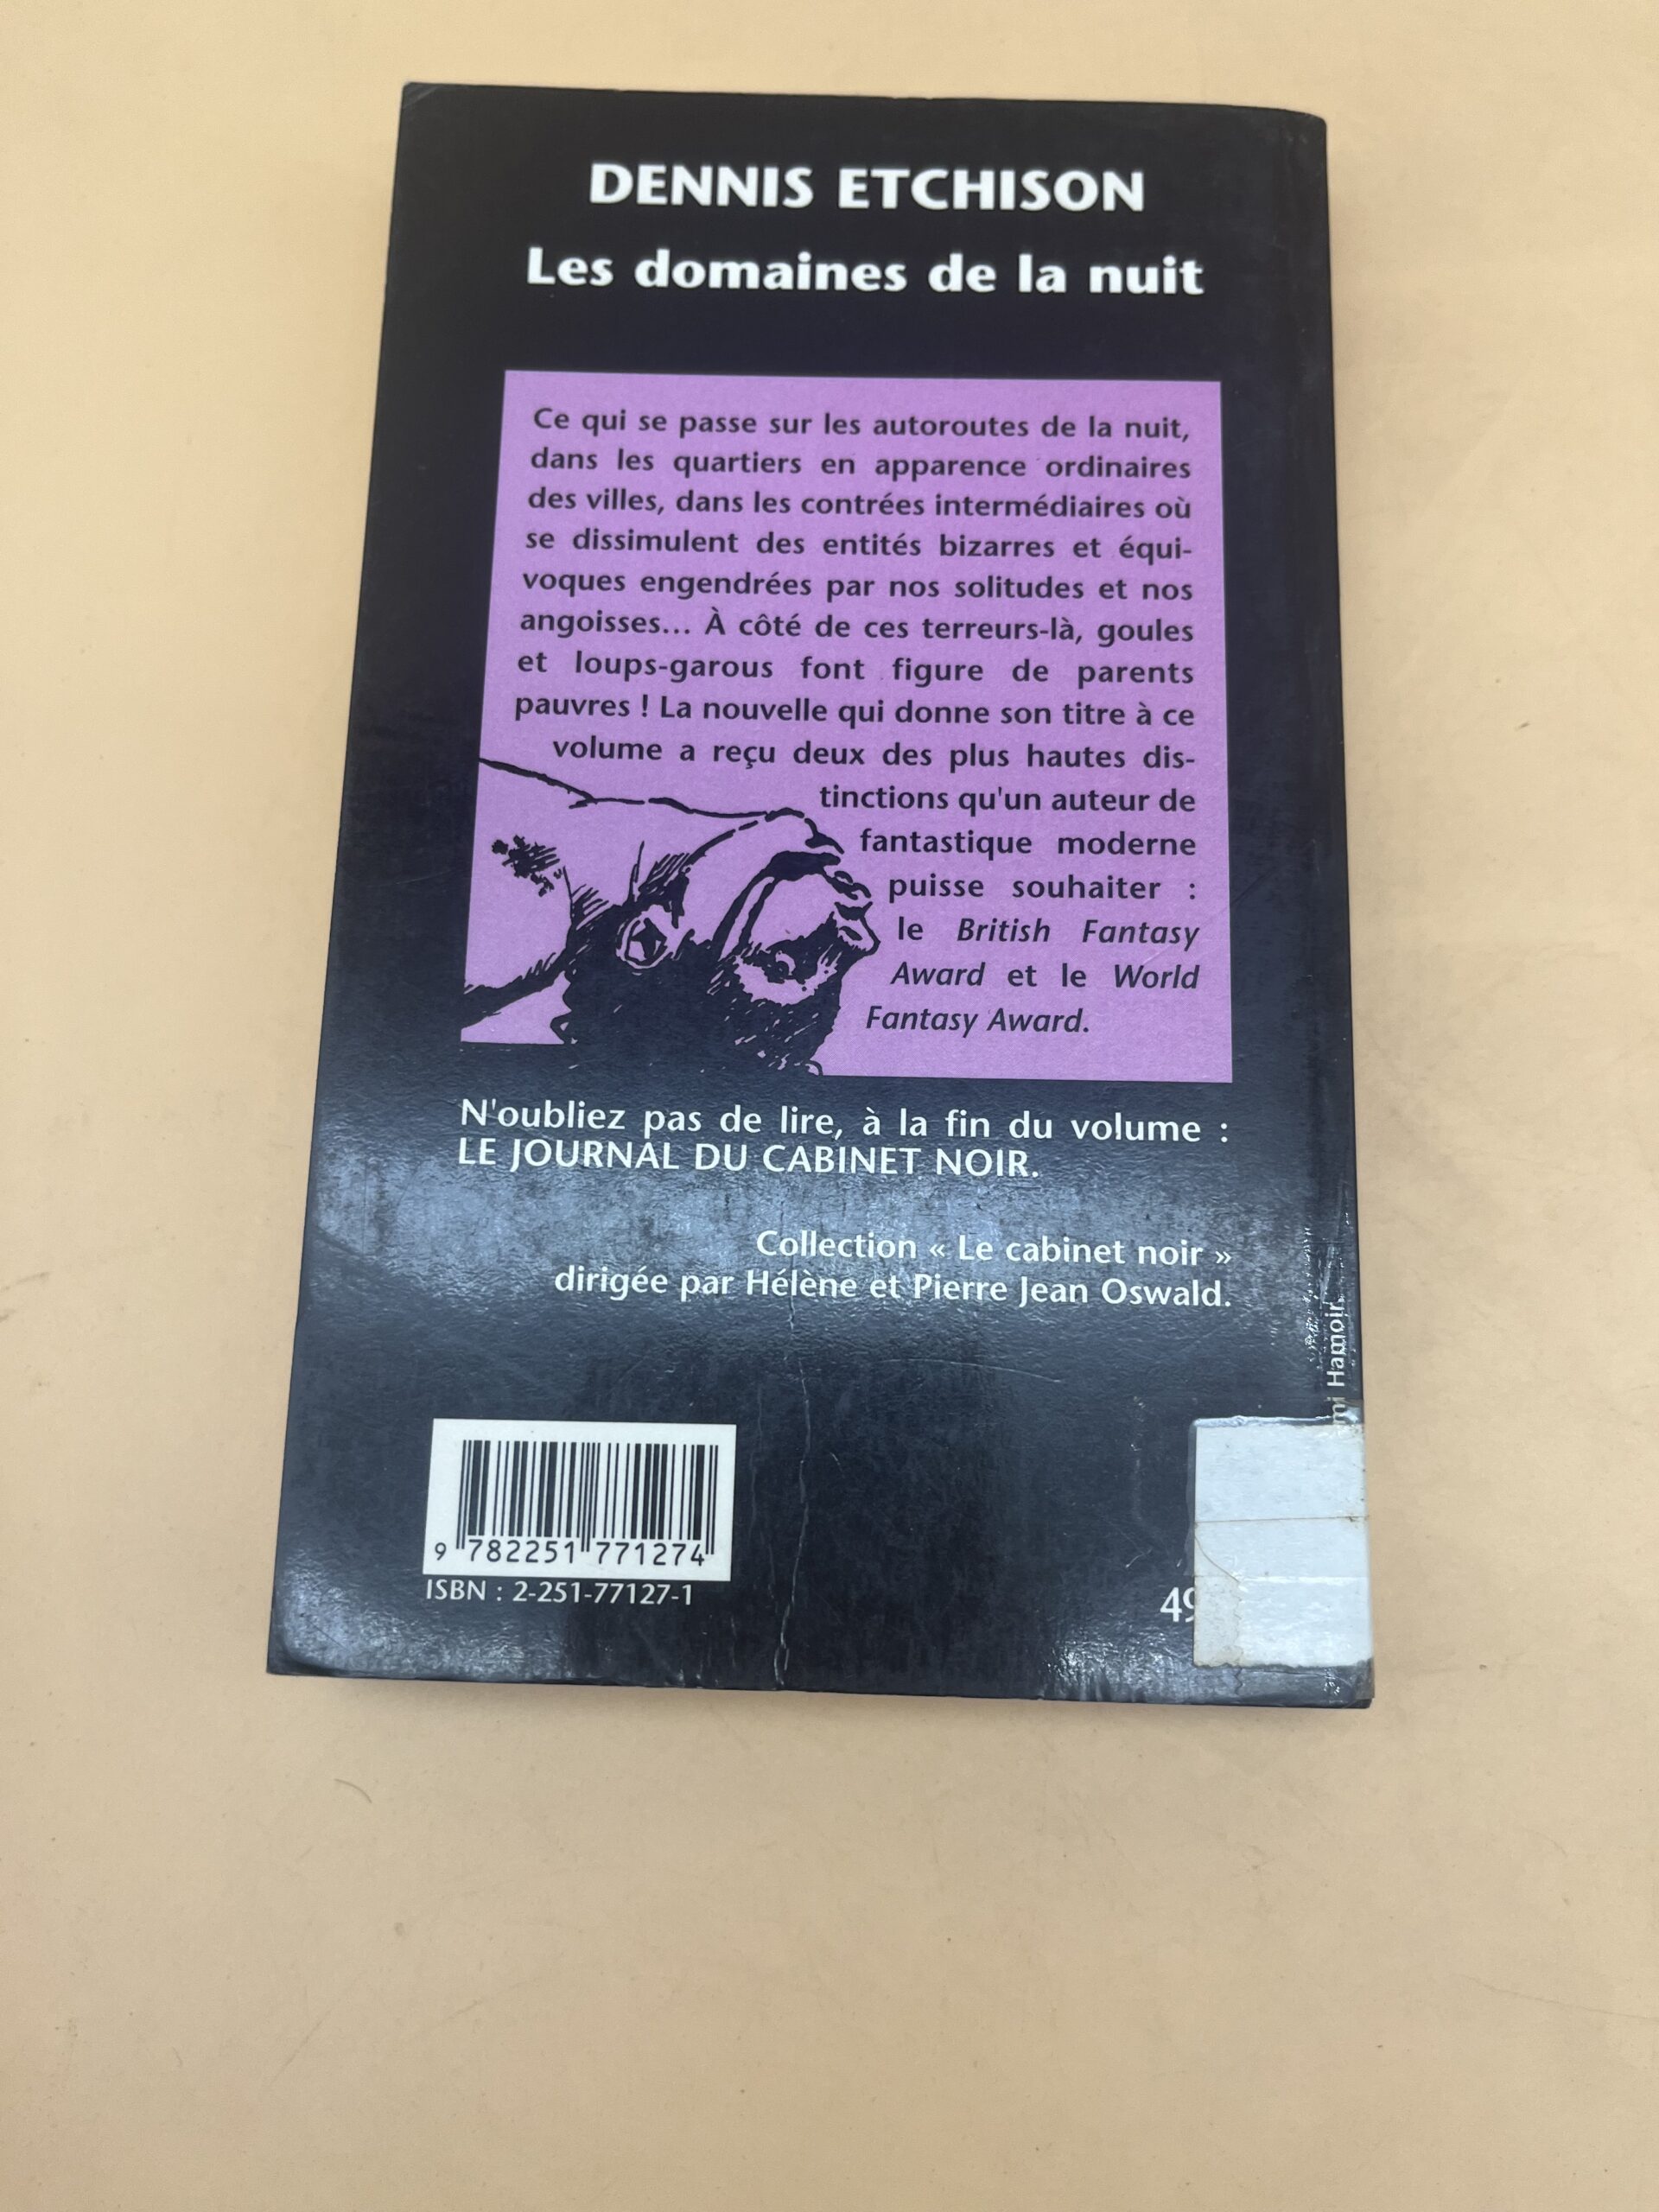 DENNIS ETCHISON
Les domaines de la nuit
Ce qui se passe sur les autoroutes de la nuit,
dans les quartiers en apparence ordinaires
des villes, dans les contrées intermédiaires où
se dissimulent des entités bizarres et équi-
voques engendrées par nos solitudes et nos
angoisses... À côté de ces terreurs-là, goules
et loups-garous font figure de parents
pauvres ! La nouvelle qui donne son titre à ce
volume a reçu deux des plus hautes dis-
tinctions qu'un auteur de
fantastique moderne
puisse souhaiter :
le British Fantasy
Award et le World
Fantasy Award.
N'oubliez pas de lire, à la fin du volume :
LE JOURNAL DU CABINET NOIR.
Collection « Le cabinet noir »
dirigée par Hélène et Pierre Jean Oswald.
Hamoir.
9 782251 771274
ISBN : 2-251-77127-1